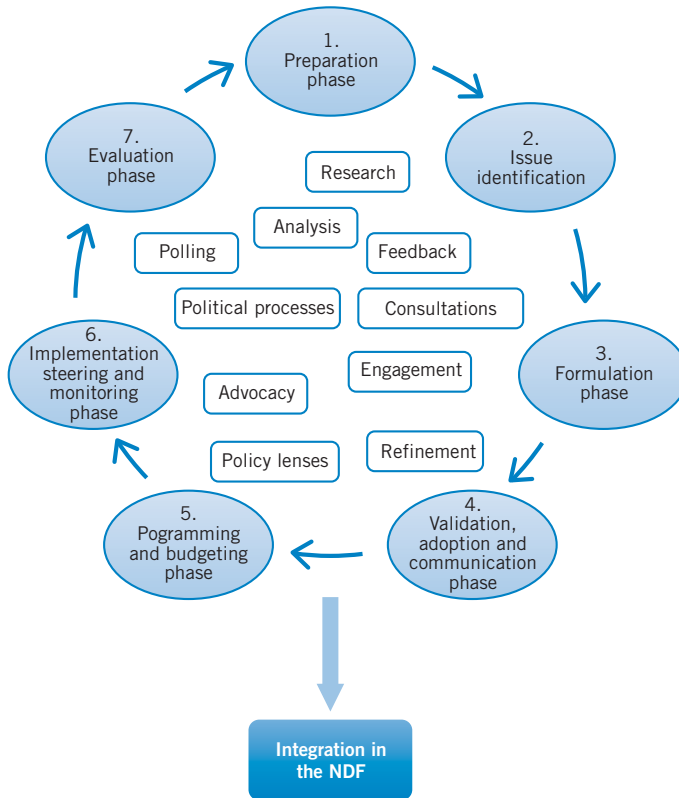 1.
Preparation
phase
2.
Issue
identification
3.
Formulation
phase
4.
Validation,
adoption and
communication
phase
5.
Pogramming
and budgeting
phase
6.
Implementation
steering and
monitoring
phase
7.
Evaluation
phase
Research
Analysis
Polling
Feedback
Political processes
Consultations
Engagement
Advocacy
Policy lenses
Refinement
Integration in
the NDF